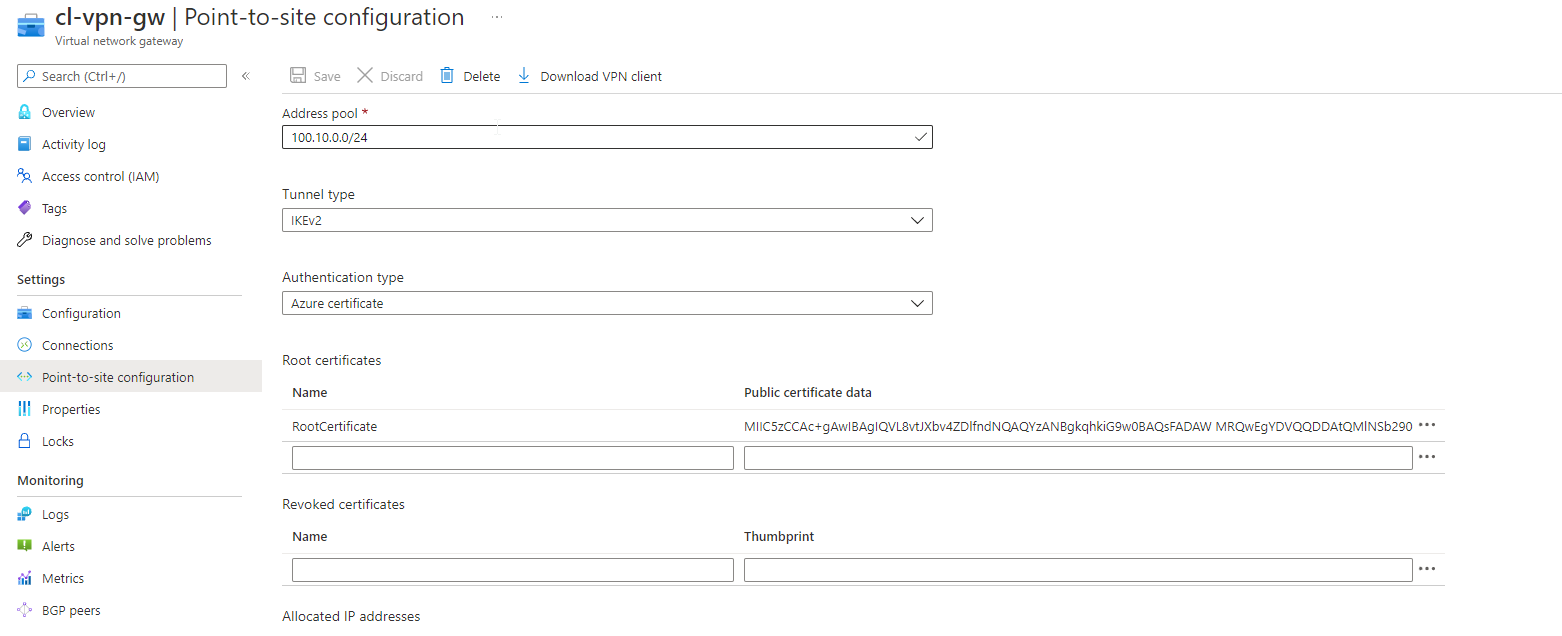 cl-vpn-gw | Point-to-site configuration ...
Virtual network gateway
Search (Ctrl+/)
«
Overview
Activity log
Access control (IAM)
Tags
Diagnose and solve problems
Settings
Configuration
Connections
Point-to-site configuration
Properties
Locks
Monitoring
Logs
Alerts
Metrics
BGP peers
Save Discard Delete Download VPN client
Address pool *
100.10.0.0/24
Tunnel type
IKEv2
Authentication type
Azure certificate
Root certificates
Name Public certificate data
RootCertificate MIIC5zCCAc+gAwIBAgIQVL8vtJXbv4ZDlfndNQAQYzANBgkqhkiG9w0BAQsFADAW MRQwEgYDVQQDDAtQMlNSb290 ...
...
Revoked certificates
Name Thumbprint
...
Allocated IP addresses